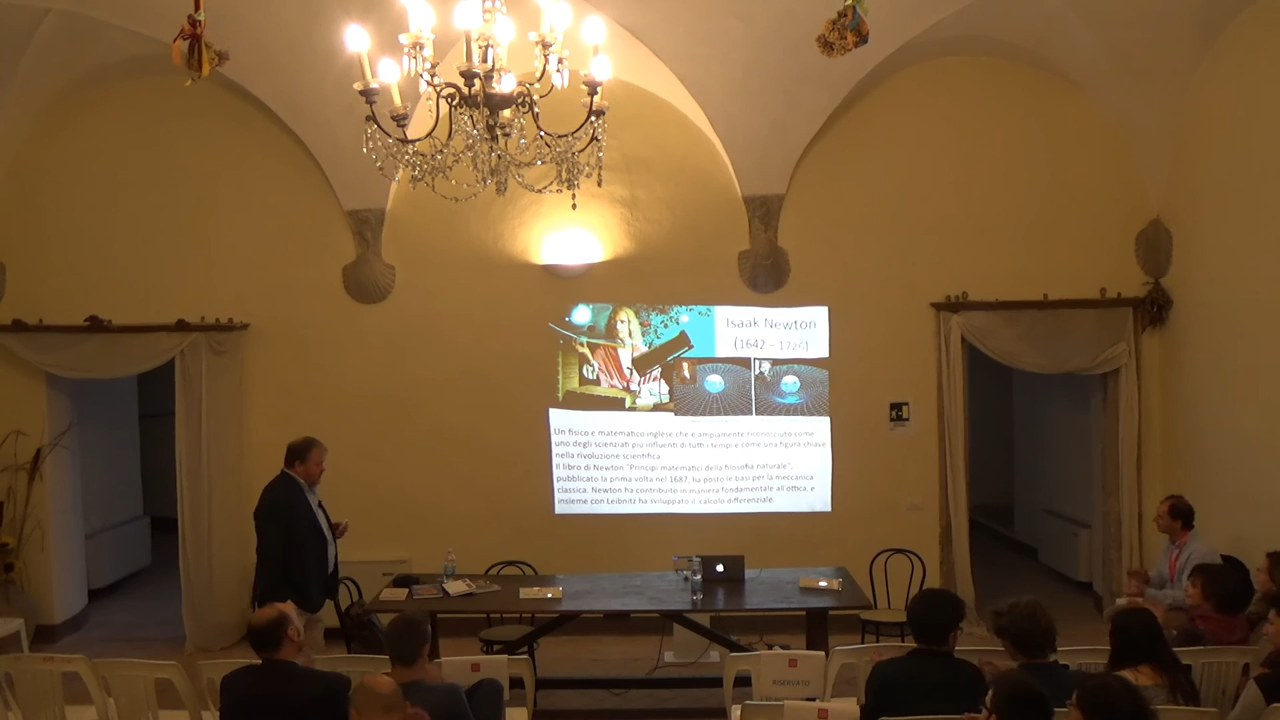 Isaak Newton
(1642 – 1726)
Un fisico e matematico inglese che è ampiamente riconosciuto come
uno degli scienziati più influenti di tutti i tempi e come una figura chiave
nella rivoluzione scientifica
Il libro di Newton "Principi matematici della filosofia naturale",
pubblicato la prima volta nel 1687, ha posto le basi per la meccanica
classica. Newton ha contribuito in maniera fondamentale all'ottica, e
insieme con Leibnitz ha sviluppato il calcolo differenziale.
RISERVATO